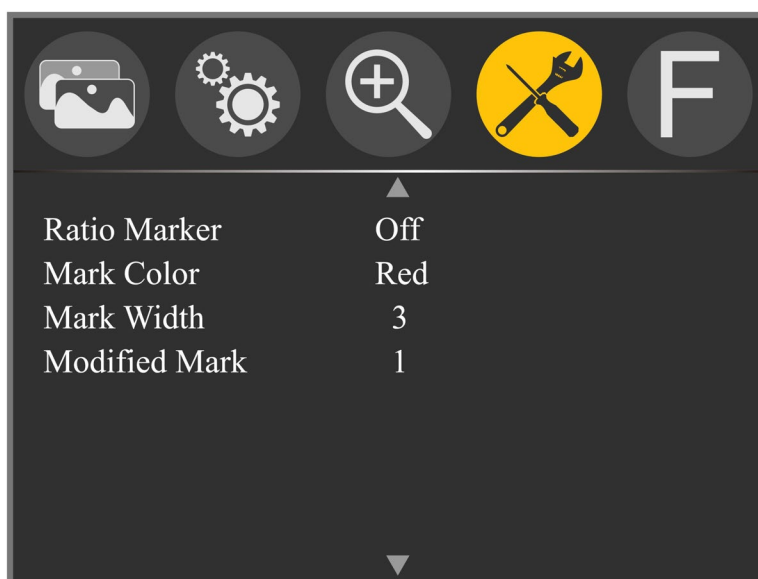 F
Ratio Marker Off
Mark Color Red
Mark Width 3
Modified Mark 1